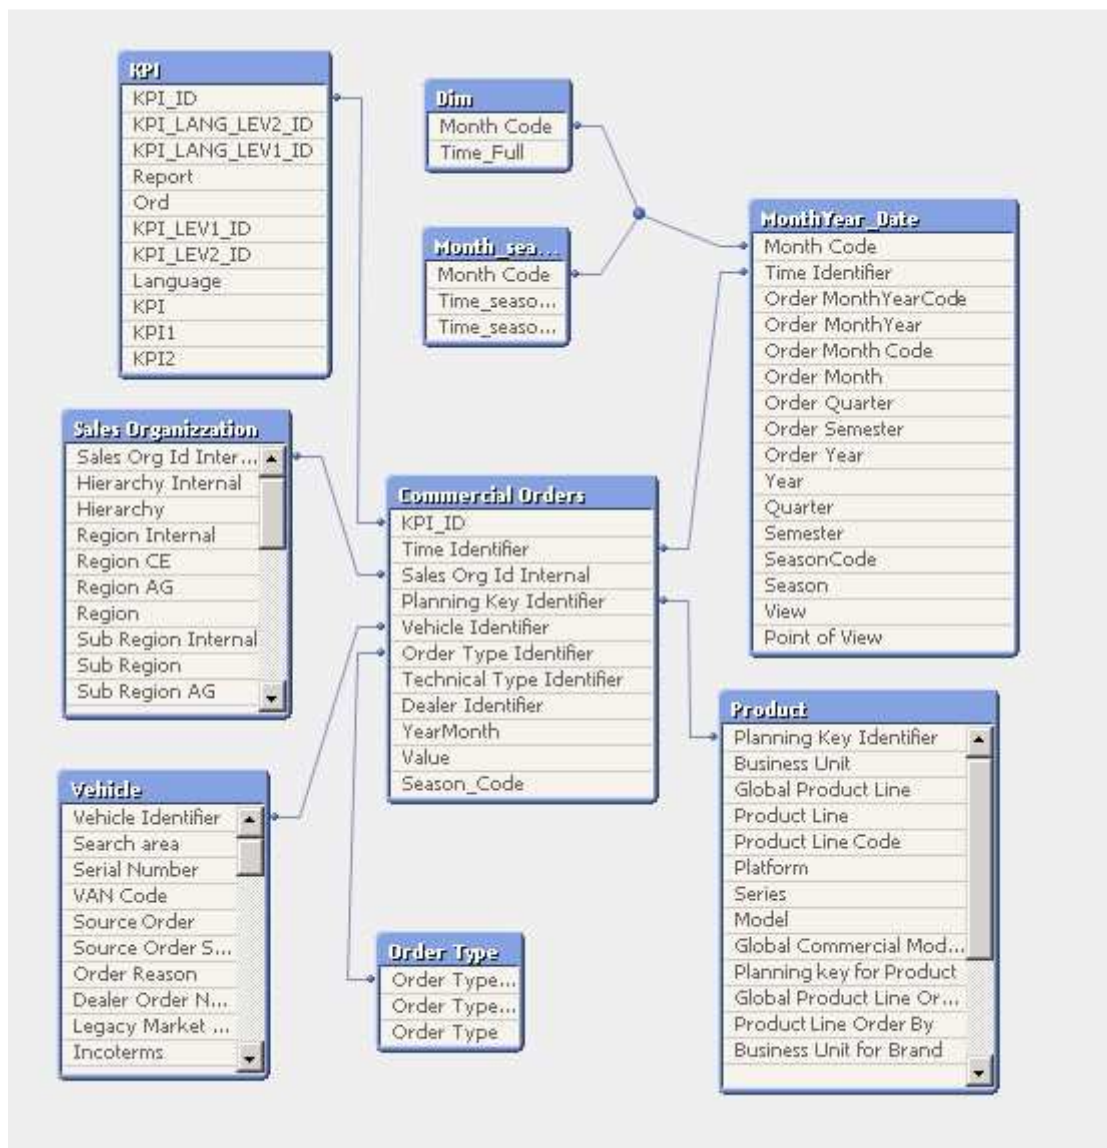 KPI
KPI_ID
KPI_LANG_LEV2_ID
KPI_LANG_LEV1_ID
Report
Ord
KPI_LEV1_ID
KPI_LEV2_ID
Language
KPI
KPI1
KPI2
Dim
Month Code
Time_Full
Month_sea...
Month Code
Time_seaso...
Time_seaso...
MonthYear_Date
Month Code
Time Identifier
Order MonthYearCode
Order MonthYear
Order Month Code
Order Month
Order Quarter
Order Semester
Order Year
Year
Quarter
Semester
SeasonCode
Season
View
Point of View
Sales Organizzation
Sales Org Id Inter...
Hierarchy Internal
Hierarchy
Region Internal
Region CE
Region AG
Region
Sub Region Internal
Sub Region
Sub Region AG
Commercial Orders
KPI_ID
Time Identifier
Sales Org Id Internal
Planning Key Identifier
Vehicle Identifier
Order Type Identifier
Technical Type Identifier
Dealer Identifier
YearMonth
Value
Season_Code
Vehicle
Vehicle Identifier
Search area
Serial Number
VAN Code
Source Order
Source Order S...
Order Reason
Dealer Order N...
Legacy Market ...
Incoterms
Order Type
Order Type...
Order Type...
Order Type
Product
Planning Key Identifier
Business Unit
Global Product Line
Product Line
Product Line Code
Platform
Series
Model
Global Commercial Mod...
Planning key for Product
Global Product Line Or...
Product Line Order By
Business Unit for Brand